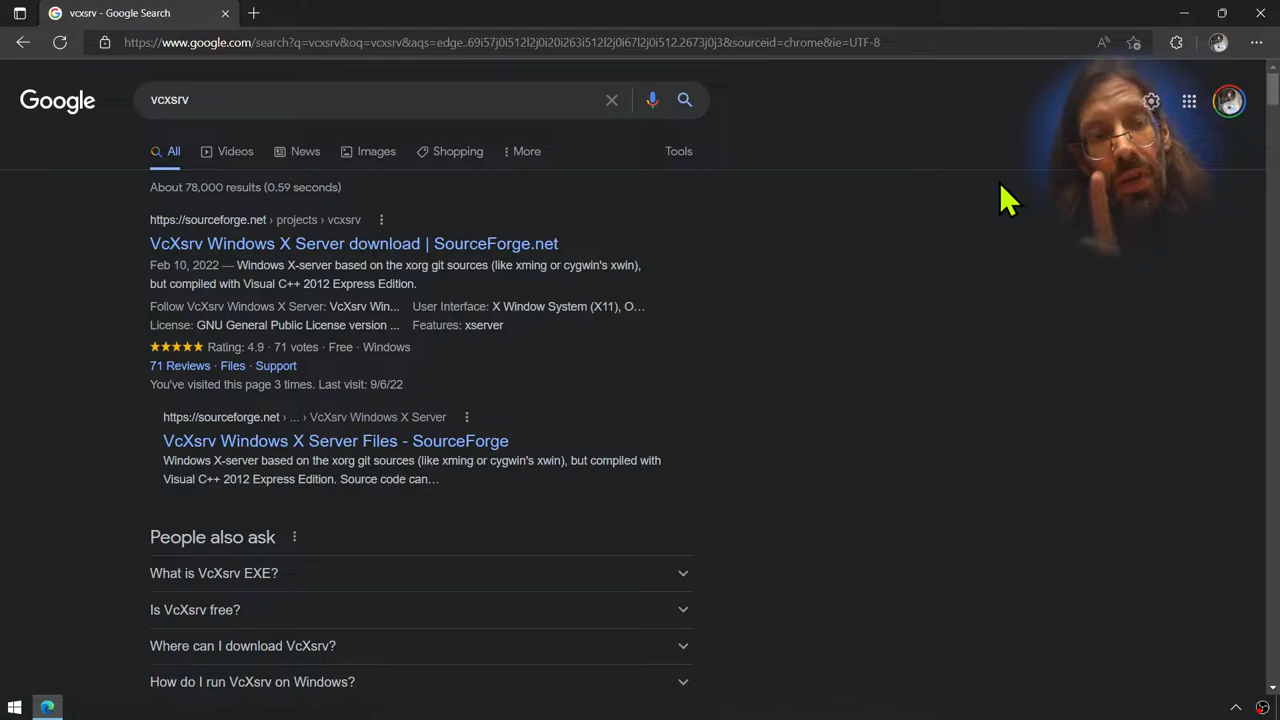 vcxsrv - Google Search
https://www.google.com/search?q=vcxsrv&oq=vcxsrv&aqs=edge..69i57j0i512l2j0i20i263i512l2j0i67l2j0i512.2673j0j3&sourceid=chrome&ie=UTF-8
Google
vcxsrv
All
Videos
News
Images
Shopping
More
Tools
About 78,000 results (0.59 seconds)
https://sourceforge.net › projects › vcxsrv
VcXsrv Windows X Server download | SourceForge.net
Feb 10, 2022 — Windows X-server based on the xorg git sources (like xming or cygwin's xwin),
but compiled with Visual C++ 2012 Express Edition.
Follow VcXsrv Windows X Server: VcXsrv Win... User Interface: X Window System (X11), O...
License: GNU General Public License version ... Features: xserver
Rating: 4.9 · 71 votes · Free · Windows
71 Reviews · Files · Support
You've visited this page 3 times. Last visit: 9/6/22
https://sourceforge.net › ... › VcXsrv Windows X Server
VcXsrv Windows X Server Files - SourceForge
Windows X-server based on the xorg git sources (like xming or cygwin's xwin), but compiled with
Visual C++ 2012 Express Edition. Source code can...
People also ask
What is VcXsrv EXE?
Is VcXsrv free?
Where can I download VcXsrv?
How do I run VcXsrv on Windows?